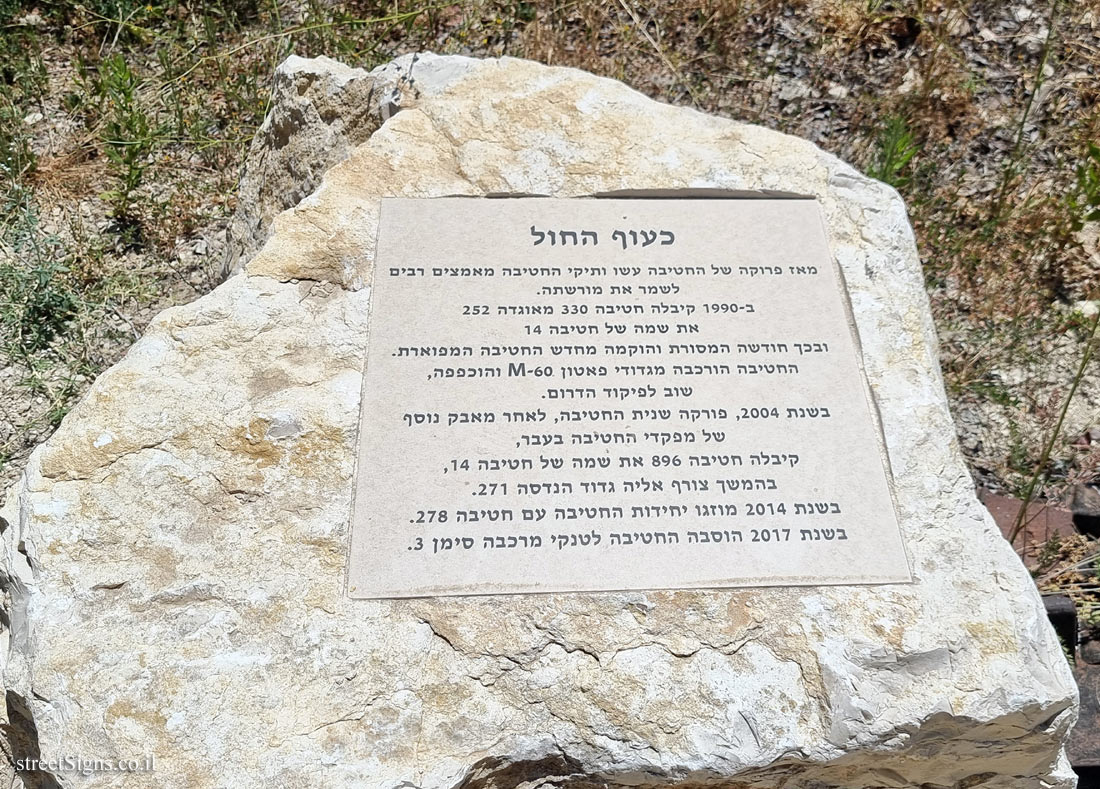 כעוף החול
מאז פרוקה של החטיבה עשו ותיקי החטיבה מאמצים רבים
לשמר את מורשתה.
ב-1990 קיבלה חטיבה 330 מאוגדה 252
את שמה של חטיבה 14
ובכך חודשה המסורת והוקמה מחדש החטיבה המפוארת.
החטיבה הורכבה מגדודי פאטון M-60 והוכפפה,
שוב לפיקוד הדרום.
בשנת 2004, פורקה שנית החטיבה, לאחר מאבק נוסף
של מפקדי החטיבה בעבר,
קיבלה חטיבה 896 את שמה של חטיבה 14,
בהמשך צורף אליה גדוד הנדסה 271.
בשנת 2014 מוזגו יחידות החטיבה עם חטיבה 278.
בשנת 2017 הוסבה החטיבה לטנקי מרכבה סימן 3.
streetSigns.co.il